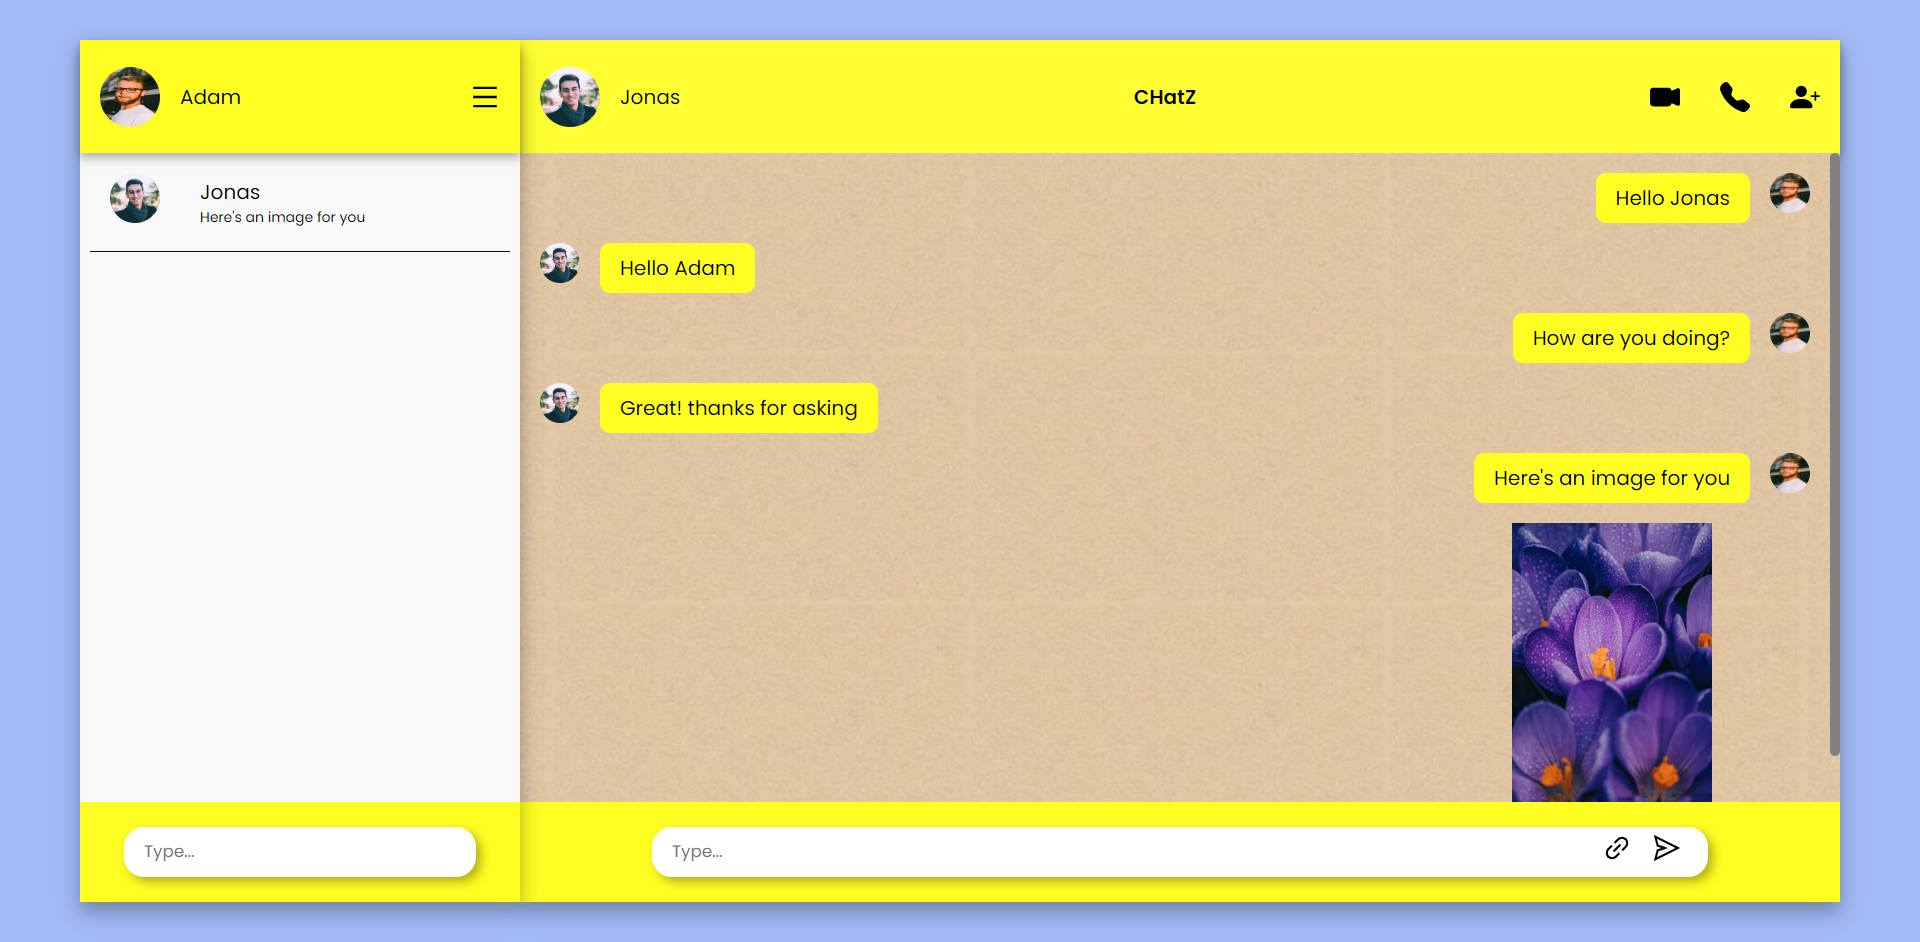 Adam
Jonas
CHatZ
Jonas
Here's an image for you
Hello Jonas
Hello Adam
How are you doing?
Great! thanks for asking
Here's an image for you
Type...
Type...